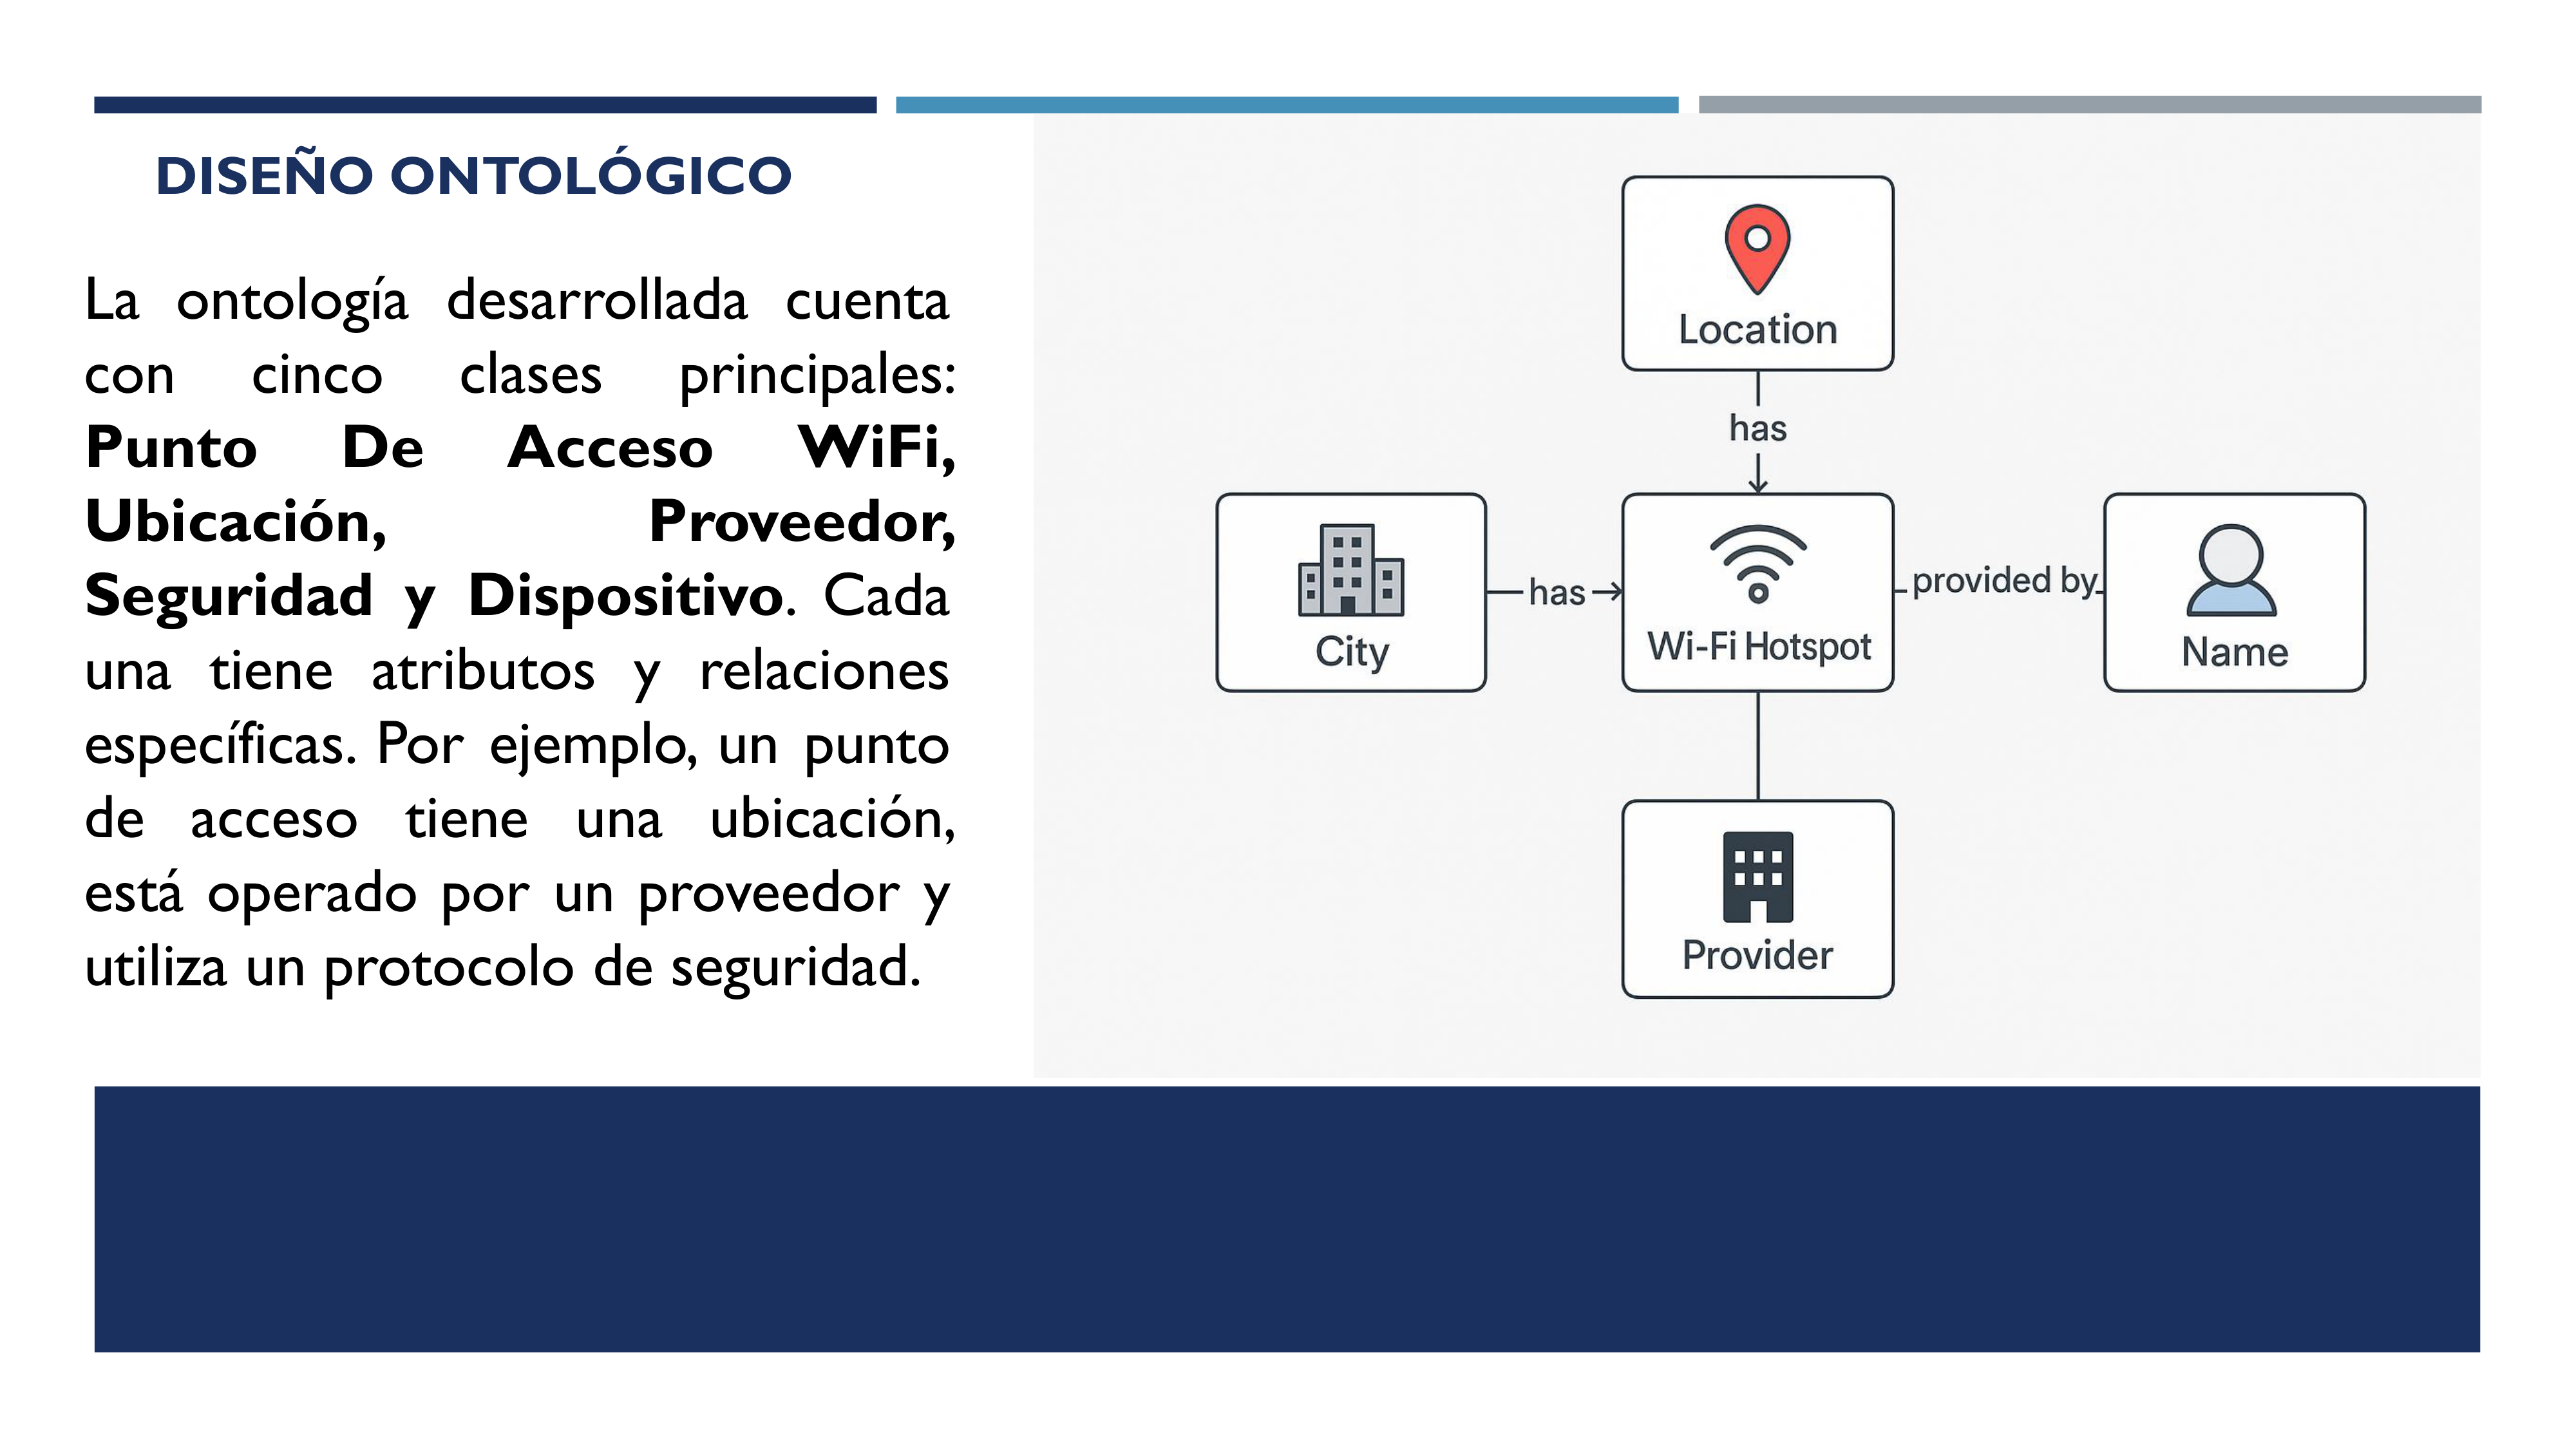 DISEÑO ONTOLÓGICO
La ontología desarrollada cuenta
con cinco clases principales:
Punto De Acceso WiFi,
Ubicación, Proveedor,
Seguridad y Dispositivo. Cada
una tiene atributos y relaciones
específicas. Por ejemplo, un punto
de acceso tiene una ubicación,
está operado por un proveedor y
utiliza un protocolo de seguridad.
Location
has
City
has
Wi-Fi Hotspot
provided by
Name
Provider